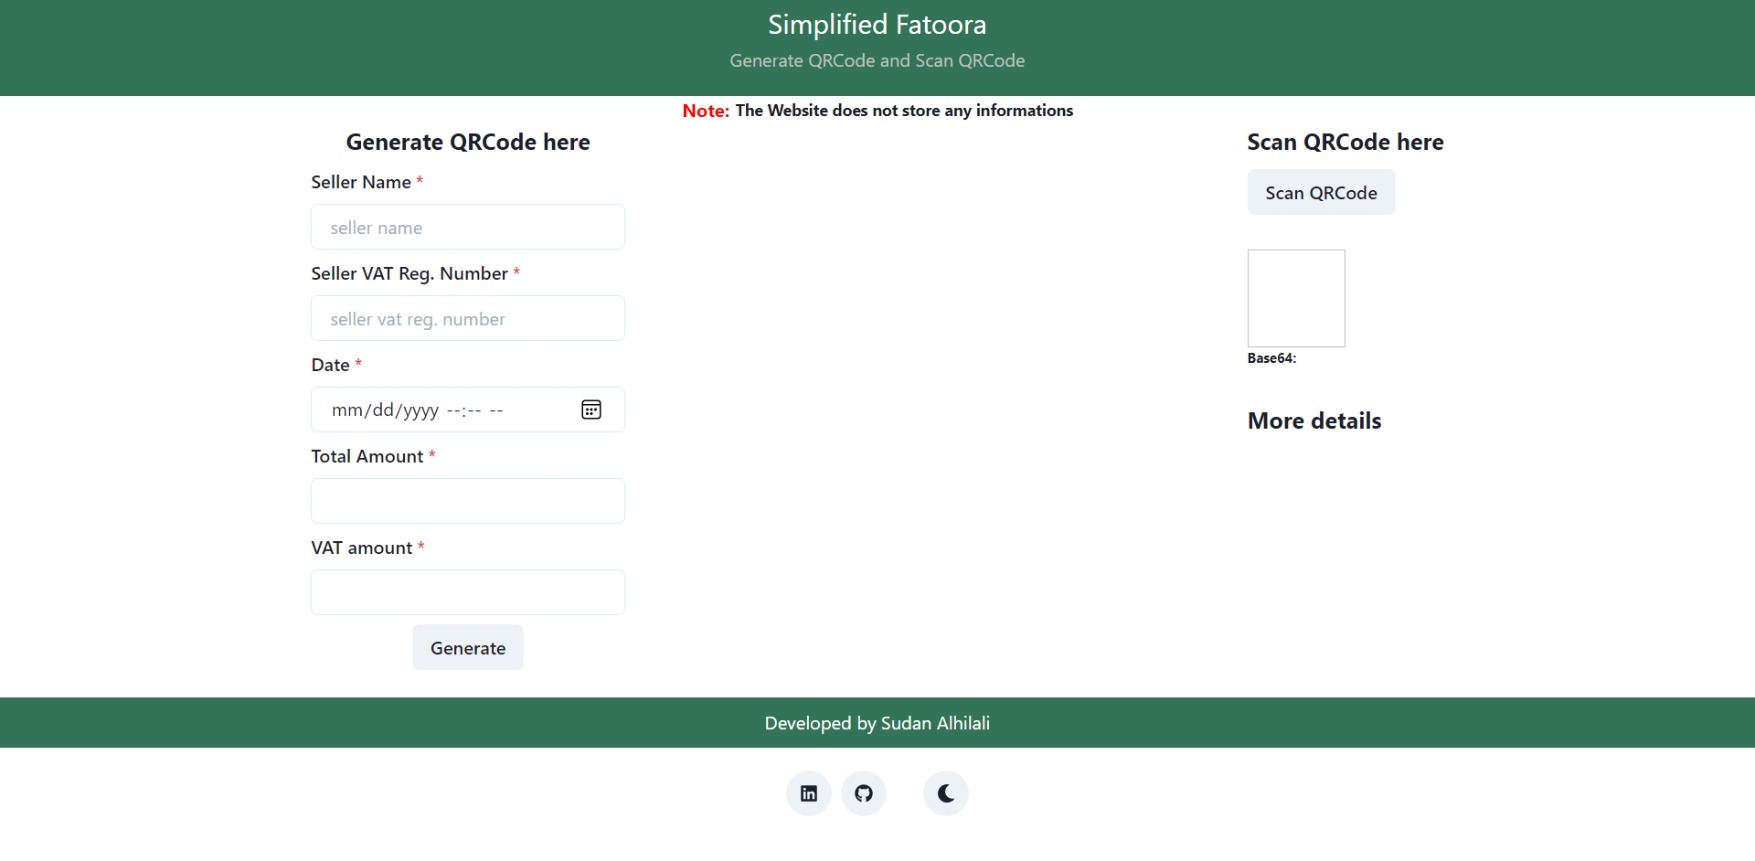 Simplified Fatoora
Generate QRCode and Scan QRCode
Note: The Website does not store any informations
Generate QRCode here
Seller Name *
seller name
Seller VAT Reg. Number *
seller vat reg. number
Date *
mm/dd/yyyy --:-- --
Total Amount *
VAT amount *
Generate
Scan QRCode here
Scan QRCode
Base64:
More details
Developed by Sudan Alhilali